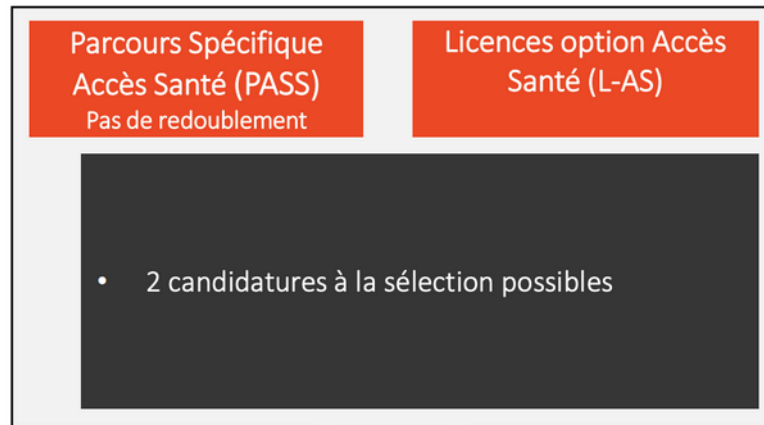 Parcours Spécifique
Accès Santé (PASS)
Pas de redoublement
Licences option Accès
Santé (L-AS)
• 2 candidatures à la sélection possibles